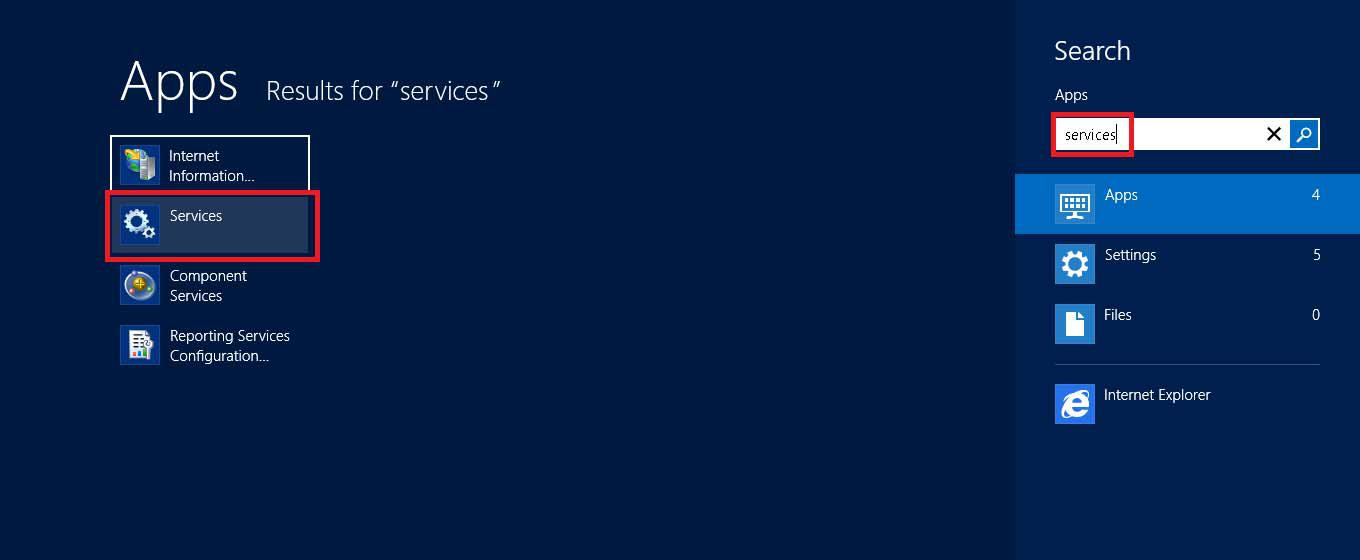 Apps Results for “services”
Internet
Information...
Services
Component
Services
Reporting Services
Configuration...
Search
Apps
services
Apps 4
Settings 5
Files 0
Internet Explorer